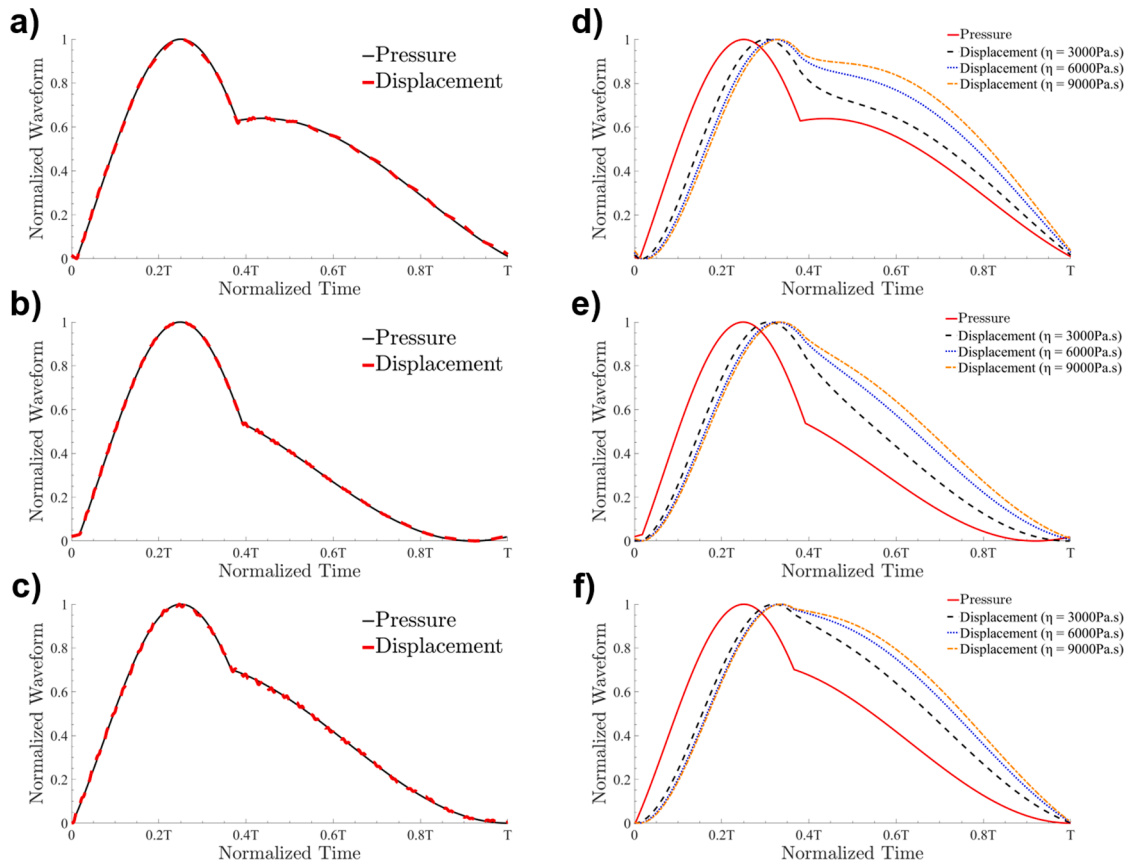 a)
Normalized Waveform
1
0.8
0.6
0.4
0.2
0
0
0.2T
0.4T
0.6T
0.8T
T
Normalized Time
Pressure
Displacement
d)
Normalized Waveform
1
0.8
0.6
0.4
0.2
0
0
0.2T
0.4T
0.6T
0.8T
T
Normalized Time
Pressure
Displacement (η = 3000Pa.s)
Displacement (η = 6000Pa.s)
Displacement (η = 9000Pa.s)
b)
Normalized Waveform
1
0.8
0.6
0.4
0.2
0
0
0.2T
0.4T
0.6T
0.8T
T
Normalized Time
Pressure
Displacement
e)
Normalized Waveform
1
0.8
0.6
0.4
0.2
0
0
0.2T
0.4T
0.6T
0.8T
T
Normalized Time
Pressure
Displacement (η = 3000Pa.s)
Displacement (η = 6000Pa.s)
Displacement (η = 9000Pa.s)
c)
Normalized Waveform
1
0.8
0.6
0.4
0.2
0
0
0.2T
0.4T
0.6T
0.8T
T
Normalized Time
Pressure
Displacement
f)
Normalized Waveform
1
0.8
0.6
0.4
0.2
0
0
0.2T
0.4T
0.6T
0.8T
T
Normalized Time
Pressure
Displacement (η = 3000Pa.s)
Displacement (η = 6000Pa.s)
Displacement (η = 9000Pa.s)